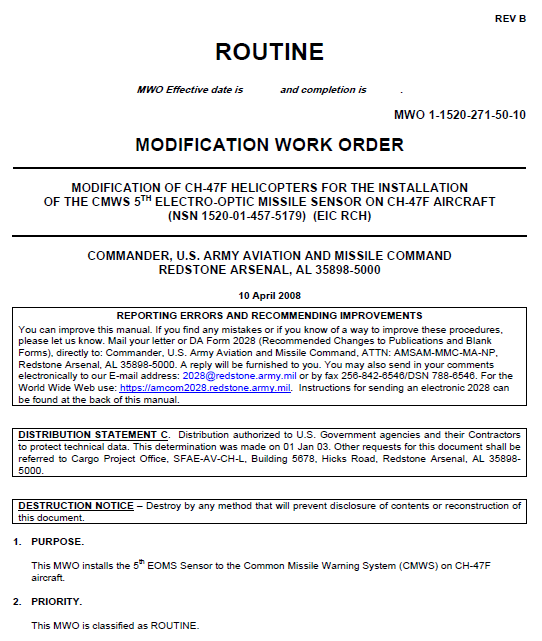 REV B
ROUTINE
MWO Effective date is and completion is .
MWO 1-1520-271-50-10
MODIFICATION WORK ORDER
MODIFICATION OF CH-47F HELICOPTERS FOR THE INSTALLATION
OF THE CMWS 5TH ELECTRO-OPTIC MISSILE SENSOR ON CH-47F AIRCRAFT
(NSN 1520-01-457-5179) (EIC RCH)
COMMANDER, U.S. ARMY AVIATION AND MISSILE COMMAND
REDSTONE ARSENAL, AL 35898-5000
10 April 2008
REPORTING ERRORS AND RECOMMENDING IMPROVEMENTS
You can improve this manual. If you find any mistakes or if you know of a way to improve these procedures,
please let us know. Mail your letter or DA Form 2028 (Recommended Changes to Publications and Blank
Forms), directly to: Commander, U.S. Army Aviation and Missile Command, ATTN: AMSAM-MMC-MA-NP,
Redstone Arsenal, AL 35898-5000. A reply will be furnished to you. You may also send in your comments
electronically to our E-mail address: 2028@redstone.army.mil or by fax 256-842-6546/DSN 788-6546. For the
World Wide Web use: https://amcom2028.redstone.army.mil. Instructions for sending an electronic 2028 can
be found at the back of this manual.
DISTRIBUTION STATEMENT C. Distribution authorized to U.S. Government agencies and their Contractors
to protect technical data. This determination was made on 01 Jan 03. Other requests for this document shall be
referred to Cargo Project Office, SFAE-AV-CH-L, Building 5678, Hicks Road, Redstone Arsenal, AL 35898-
5000.
DESTRUCTION NOTICE – Destroy by any method that will prevent disclosure of contents or reconstruction of
this document.
1. PURPOSE.
This MWO installs the 5th EOMS Sensor to the Common Missile Warning System (CMWS) on CH-47F
aircraft.
2. PRIORITY.
This MWO is classified as ROUTINE.